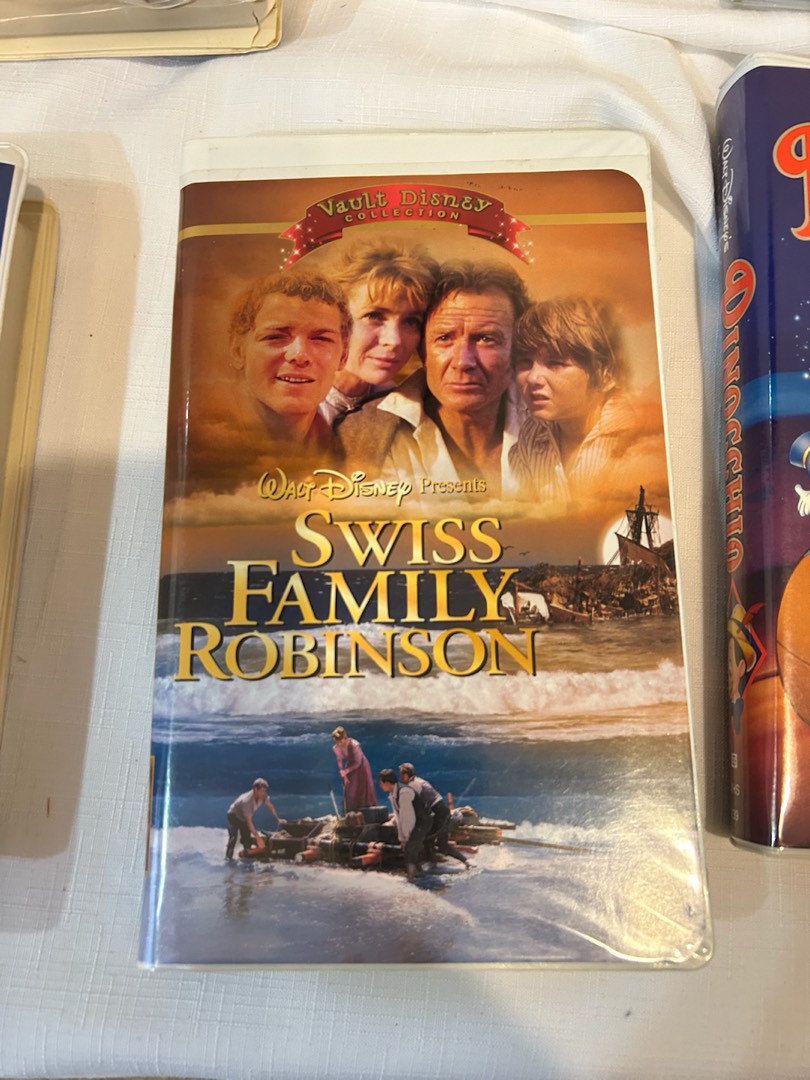 Vault Disney
COLLECTION
WALT DISNEY Presents
SWISS
FAMILY
ROBINSON
WALT DISNEY'S
PINOCCHIO